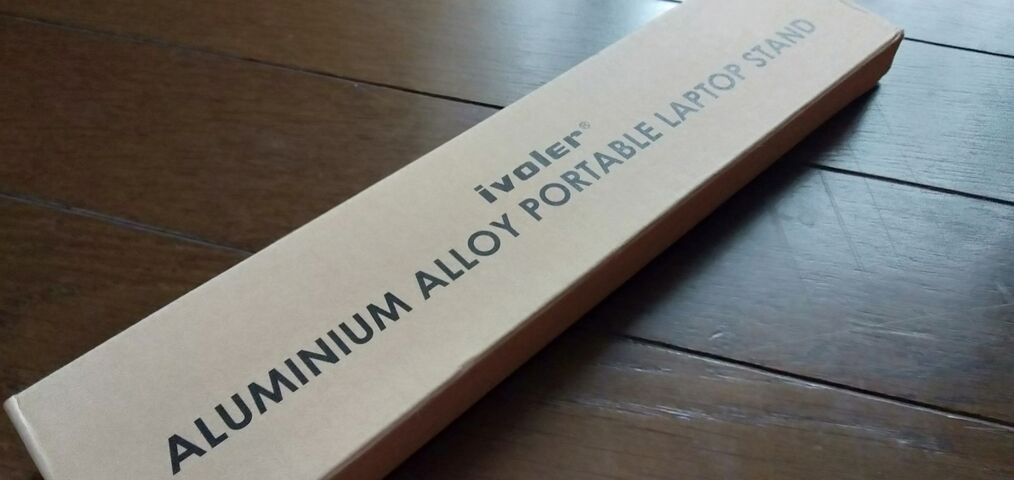 ivoler®
ALUMINIUM ALLOY PORTABLE LAPTOP STAND